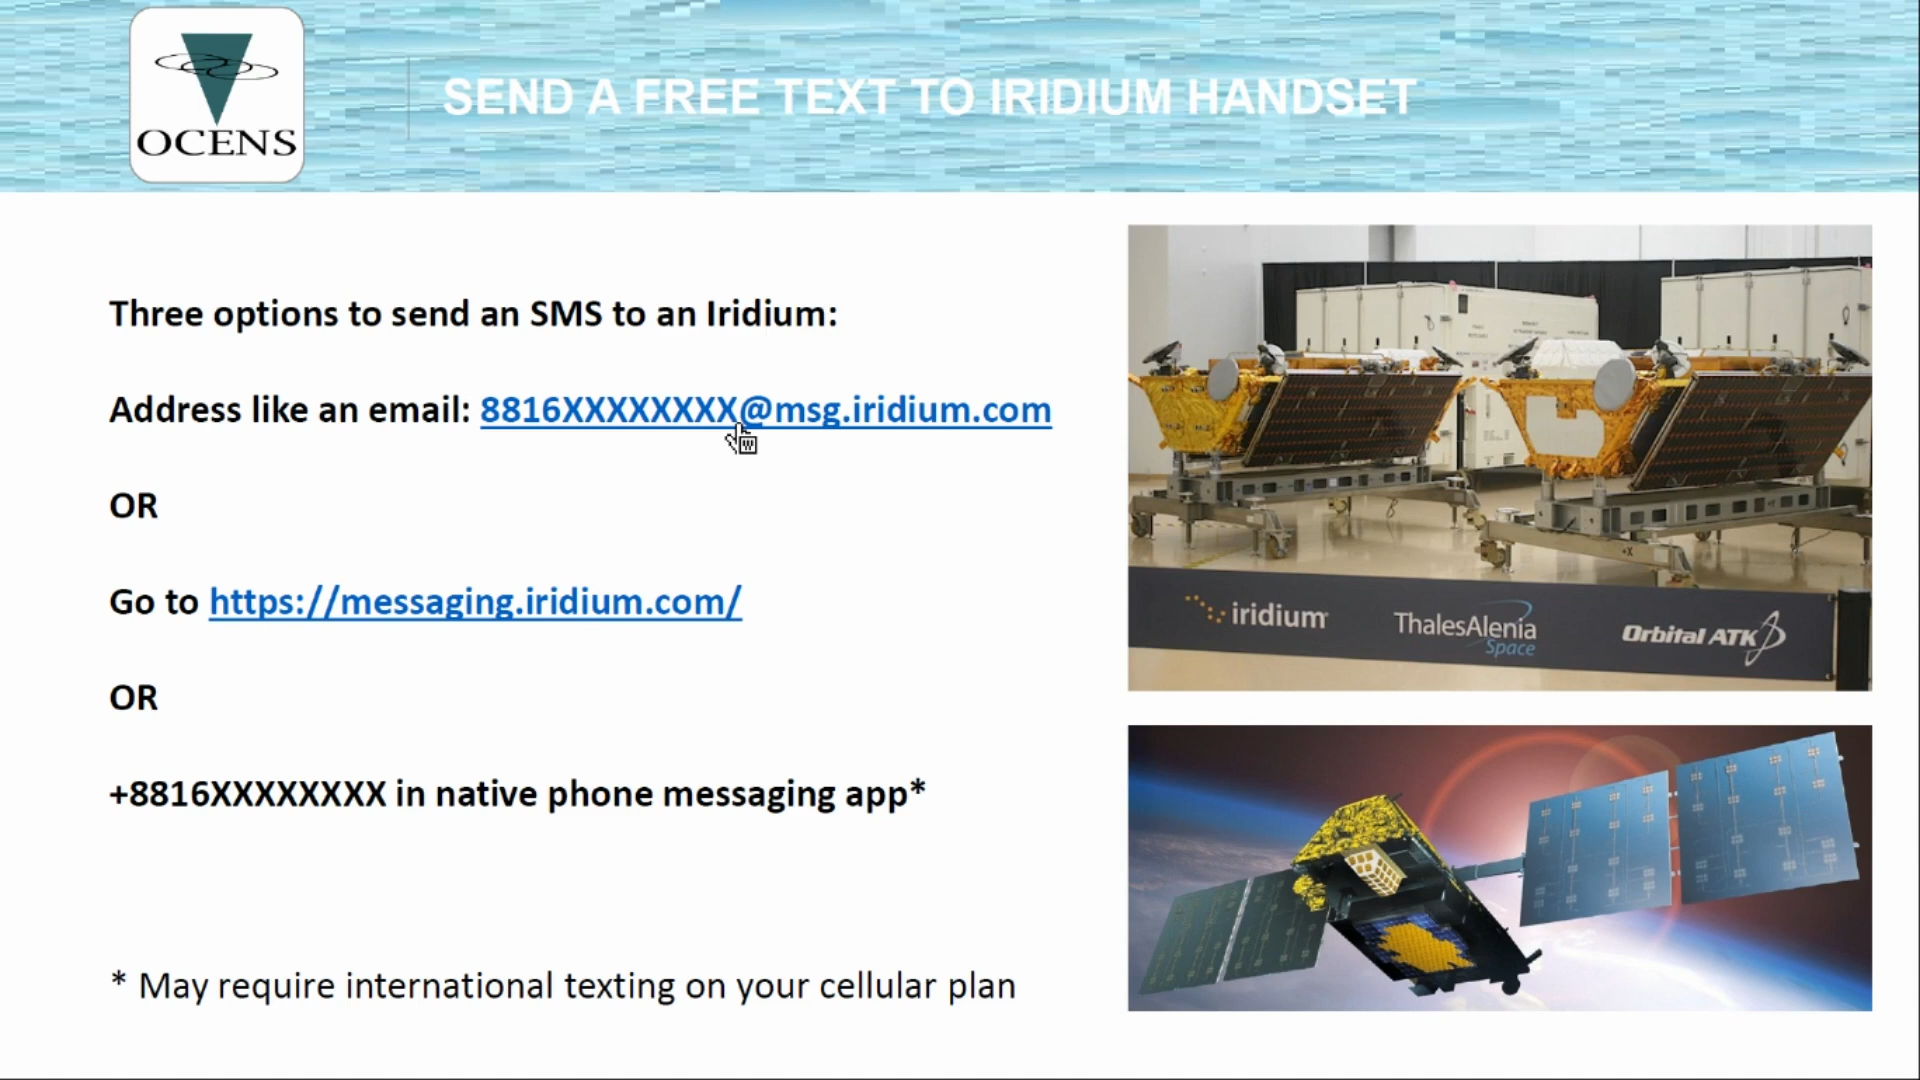 OCENS
SEND A FREE TEXT TO IRIDIUM HANDSET
Three options to send an SMS to an Iridium:
Address like an email: 8816XXXXXXXX@msg.iridium.com
OR
Go to https://messaging.iridium.com/
OR
+8816XXXXXXXX in native phone messaging app*
* May require international texting on your cellular plan
iridium
ThalesAlenia
Space
Orbital ATK